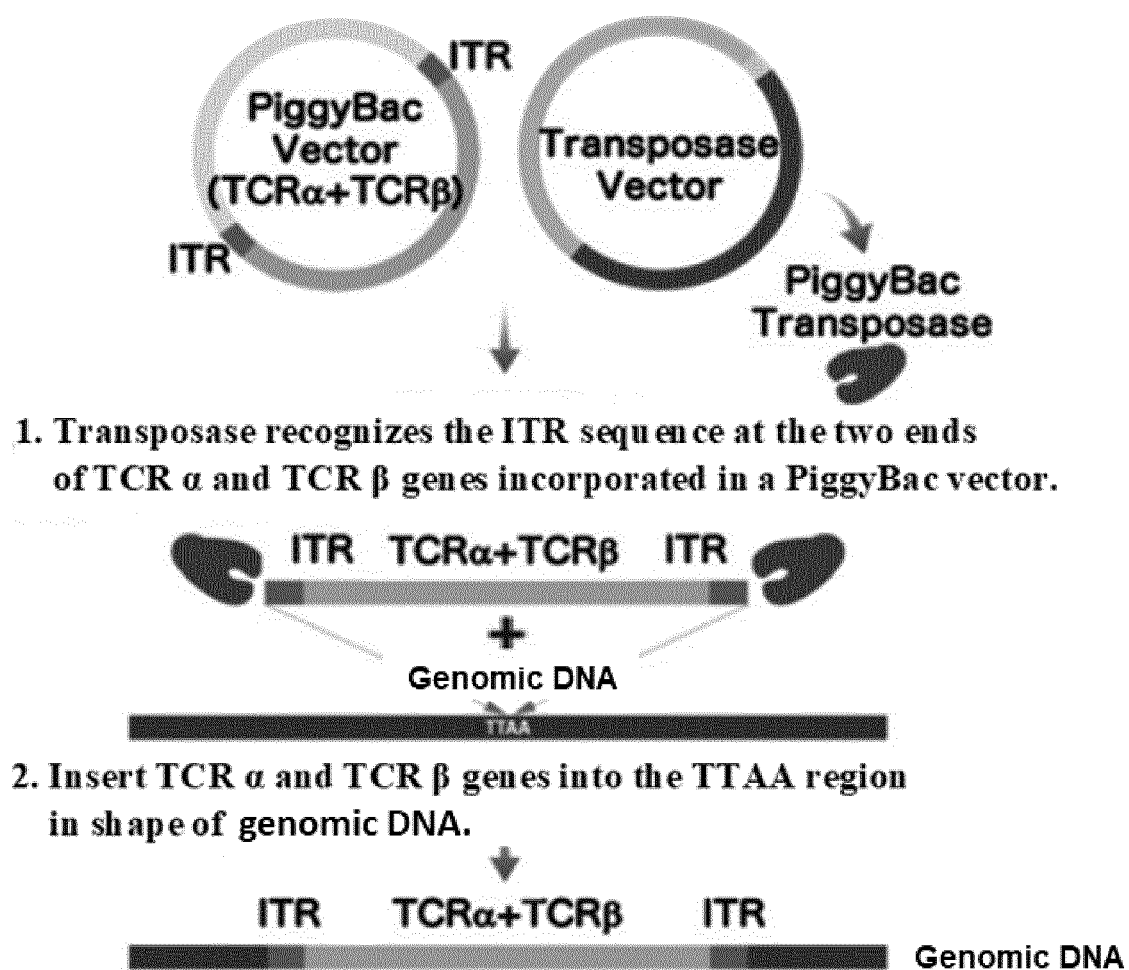 ITR
PiggyBac
Vector
(TCRα+TCRβ)
ITR
Transposase
Vector
PiggyBac
Transposase
1. Transposase recognizes the ITR sequence at the two ends
of TCR α and TCR β genes incorporated in a PiggyBac vector.
ITR TCRα+TCRβ ITR
+
Genomic DNA
TTAA
2. Insert TCR α and TCR β genes into the TTAA region
in shape of genomic DNA.
ITR TCRα+TCRβ ITR
Genomic DNA